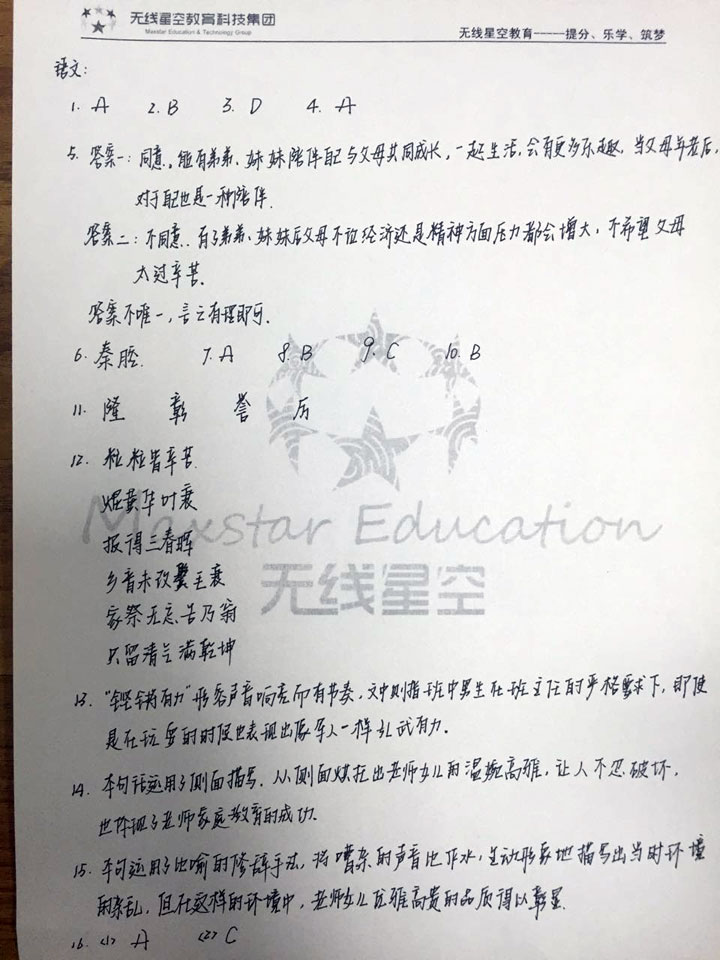 无线星空教育科技集团
Maxstar Education & Technology Group
无线星空教育-----提分、乐学、筑梦
语文:
1. A 2. B 3. D 4. A
5. 答案一:同意。能有弟弟、妹妹陪伴自己与父母共同成长,一起生活,会有更多乐趣,当父母年老后,
对于自己也是一种陪伴.
答案二:不同意.有了弟弟、妹妹后父母不论经济还是精神方面压力都会增大,不希望父母
太过辛苦.
答案不唯一,言之有理即可.
6. 秦腔. 7. A 8. B 9. C 10. B
11. 隆 彰 誉 厉
12. 粒粒皆辛苦.
焜黄华叶衰
报得三春晖
乡音未改鬓毛衰
家祭无忘告乃翁
只留清气满乾坤
Maxstar Education
无线星空
13. "铿锵有力"形容声音响亮而有节奏,文中则指班中男生在班主任的严格要求下,即使
是在玩耍的时候也表现出像军人一样孔武有力.
14. 本句话运用了侧面描写,从侧面烘托出老师女儿的温婉高雅,让人不忍破坏,
也体现了老师家庭教育的成功.
15. 本句运用了比喻的修辞手法,将嘈杂的声音比作水,生动形象地描写出当时环境
的杂乱,但在这样的环境中,老师女儿优雅高贵的品质得以彰显.
16. (1) A (2) C